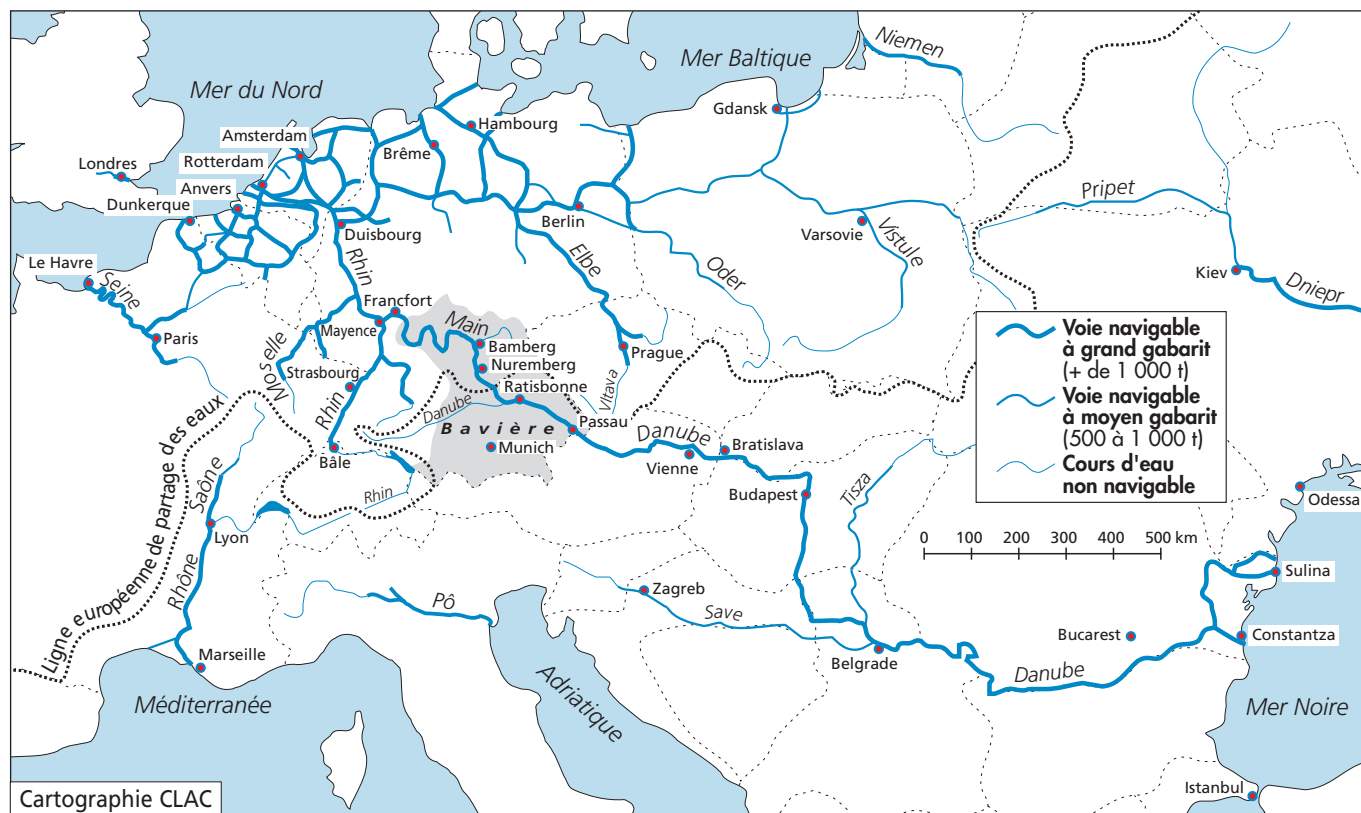 Niemen
Mer Baltique
Mer du Nord
Gdansk
Hambourg
Amsterdam
Brême
Rotterdam
Londres
Anvers
Pripet
Dunkerque
Berlin
Duisbourg
Varsovie
Vistule
Elbe
Rhin
Oder
Le Havre
Seine
Kiev
Dniepr
Francfort
Main
Mayence
Paris
Bamberg
Prague
Moselle
Nuremberg
Strasbourg
Ratisbonne
Vltava
Danube
Rhin
Passau
Bavière
Danube
Bratislava
Munich
Vienne
Bâle
Rhin
Budapest
Tisza
Ligne européenne de partage des eaux
Saône
Lyon
Rhône
Voie navigable
à grand gabarit
(+ de 1 000 t)
Voie navigable
à moyen gabarit
(500 à 1 000 t)
Cours d'eau
non navigable
0 100 200 300 400 500 km
Odessa
Sulina
Zagreb
Pô
Save
Bucarest
Constantza
Belgrade
Marseille
Danube
Adriatique
Méditerranée
Mer Noire
Istanbul
Cartographie CLAC